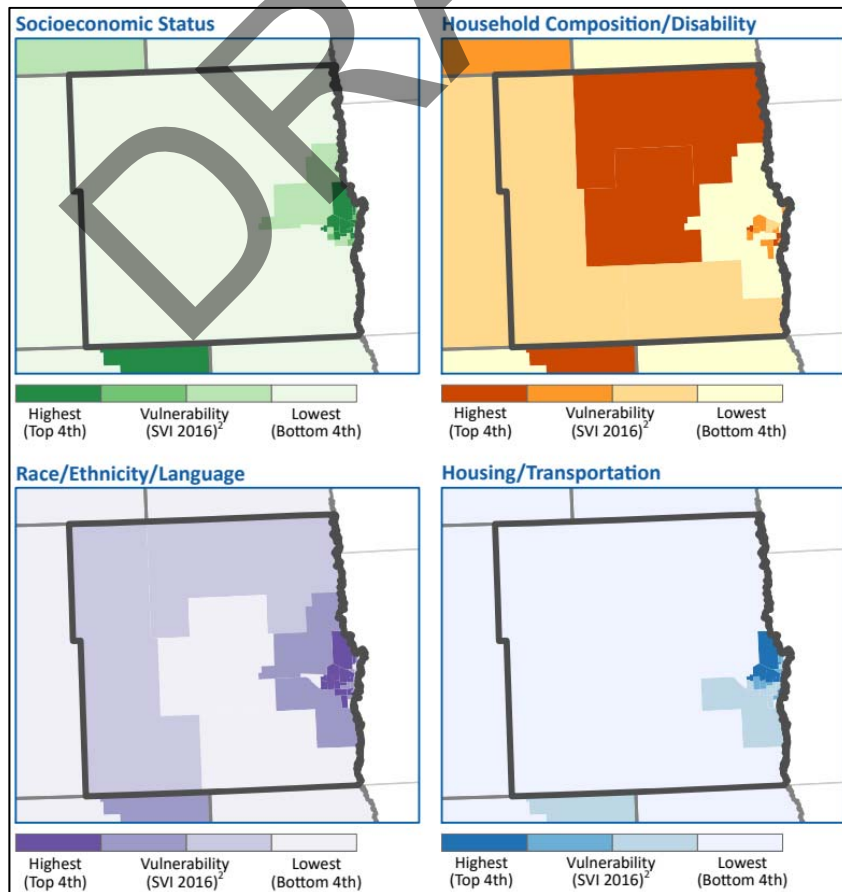 Socioeconomic Status
Household Composition/Disability
Highest
(Top 4th)
Vulnerability
(SVI 2016)2
Lowest
(Bottom 4th)
Highest
(Top 4th)
Vulnerability
(SVI 2016)2
Lowest
(Bottom 4th)
Race/Ethnicity/Language
Housing/Transportation
Highest
(Top 4th)
Vulnerability
(SVI 2016)2
Lowest
(Bottom 4th)
Highest
(Top 4th)
Vulnerability
(SVI 2016)2
Lowest
(Bottom 4th)